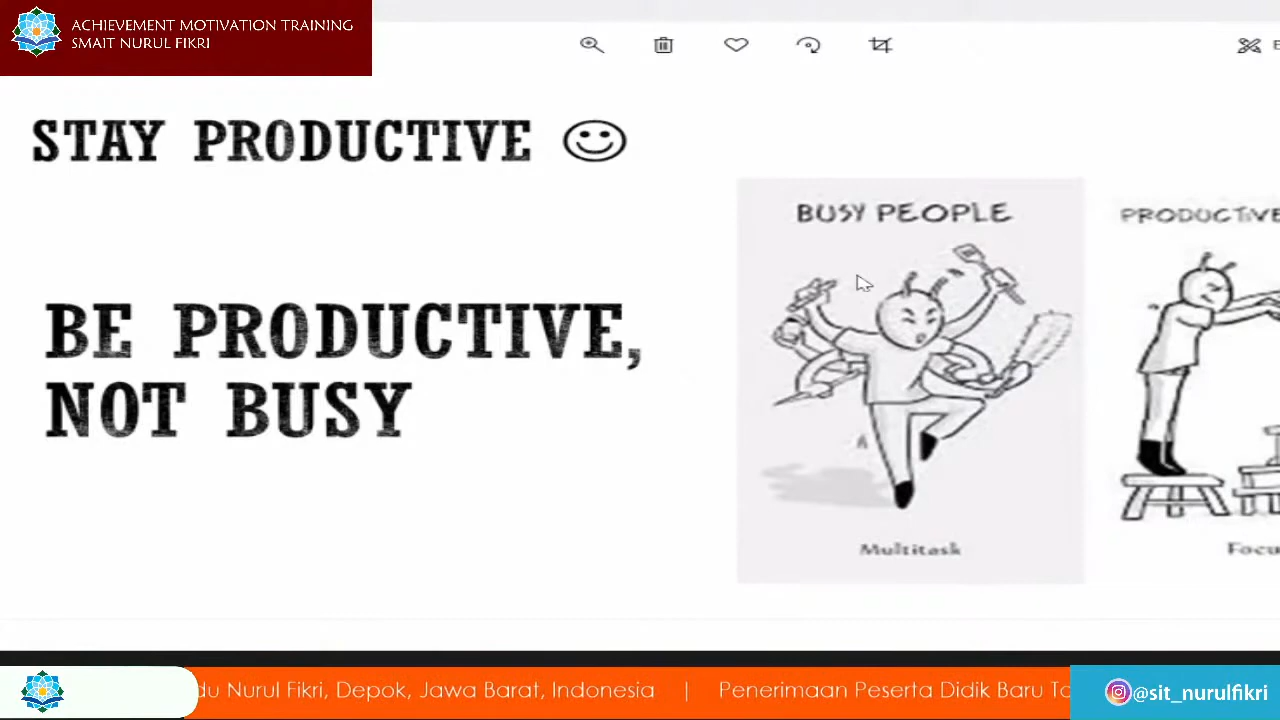 ACHIEVEMENT MOTIVATION TRAINING
SMAIT NURUL FIKRI
STAY PRODUCTIVE
BE PRODUCTIVE,
NOT BUSY
BUSY PEOPLE
Multitask
PRODUCTIVE
Nurul Fikri, Depok, Jawa Barat, Indonesia | Penerimaan Peserta Didik Baru
@sit_nurulfikri